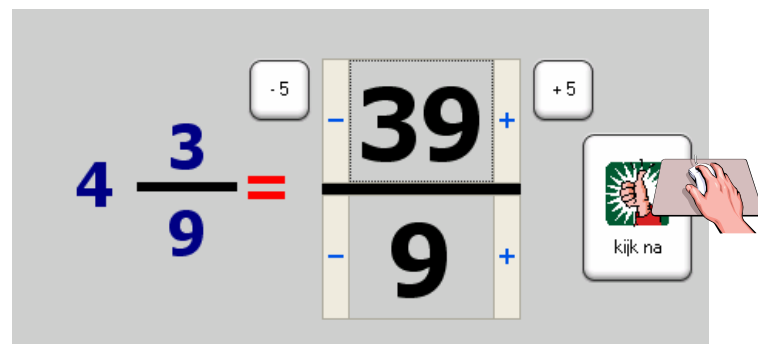 - 5
+ 5
4 3/9 = 39/9
- +
- +
kijk na